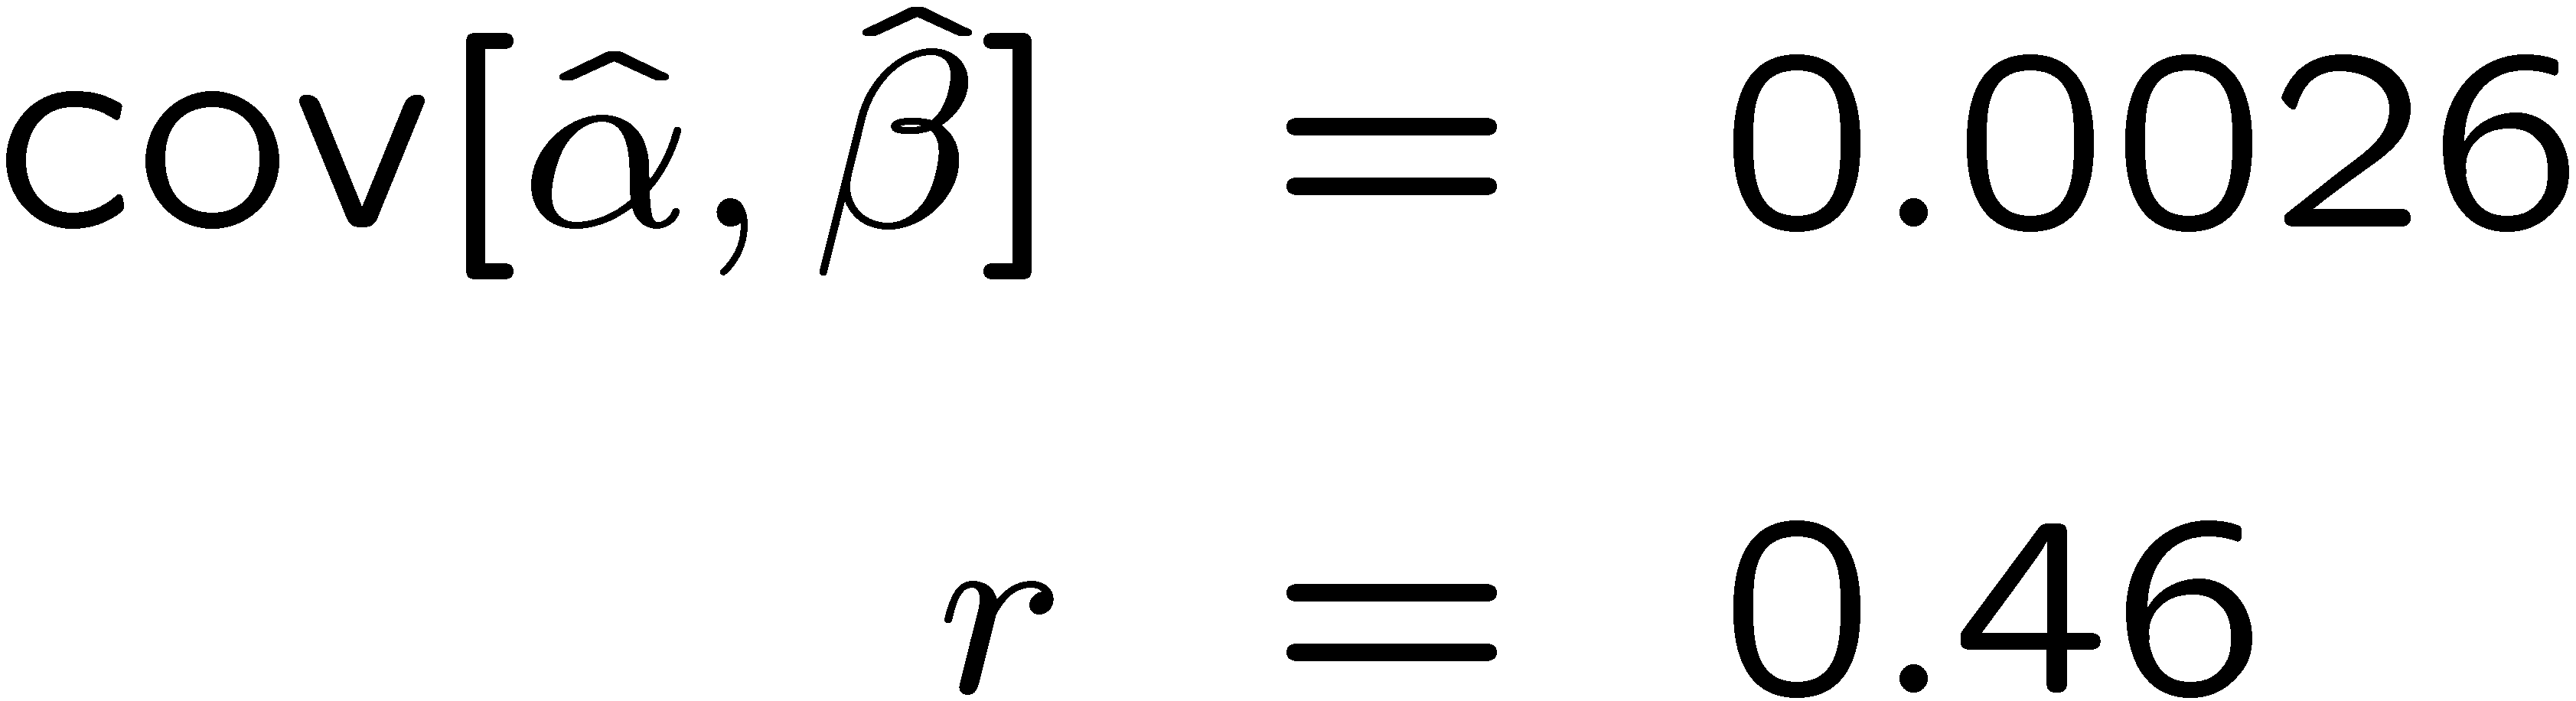 cov[α̂, β̂] = 0.0026
r = 0.46